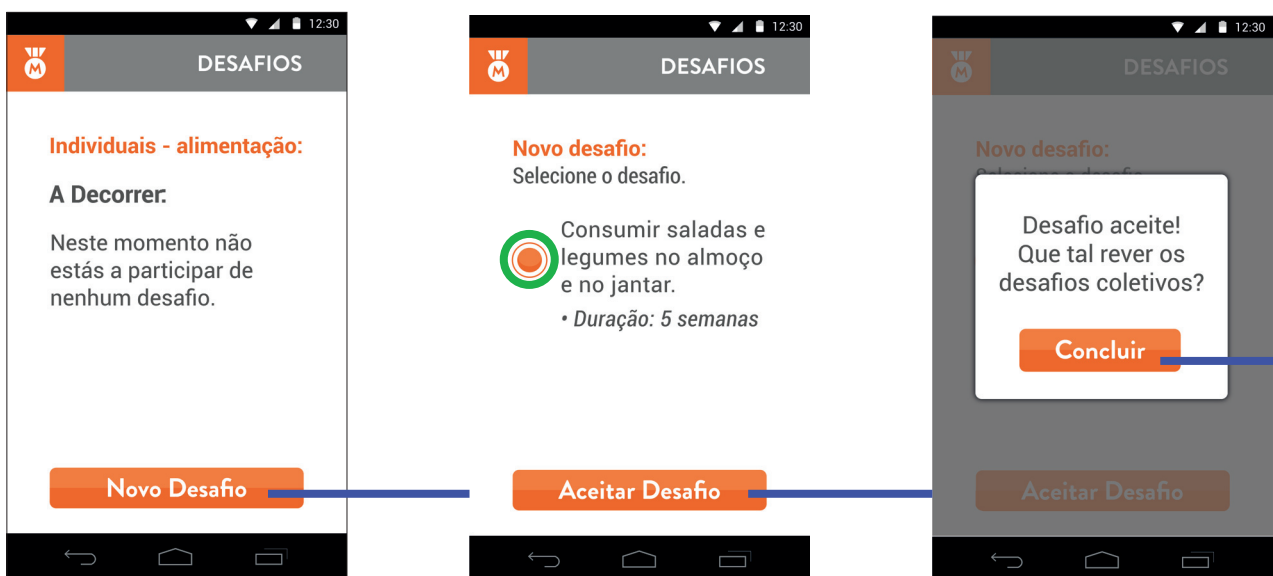 12:30
M
DESAFIOS
Individuais - alimentação:
A Decorrer:
Neste momento não
estás a participar de
nenhum desafio.
Novo Desafio
12:30
M
DESAFIOS
Novo desafio:
Selecione o desafio.
Consumir saladas e
legumes no almoço
e no jantar.
• Duração: 5 semanas
Aceitar Desafio
12:30
M
DESAFIOS
Novo desafio:
Selecione o desafio.
Desafio aceite!
Que tal rever os
desafios coletivos?
Concluir
Aceitar Desafio